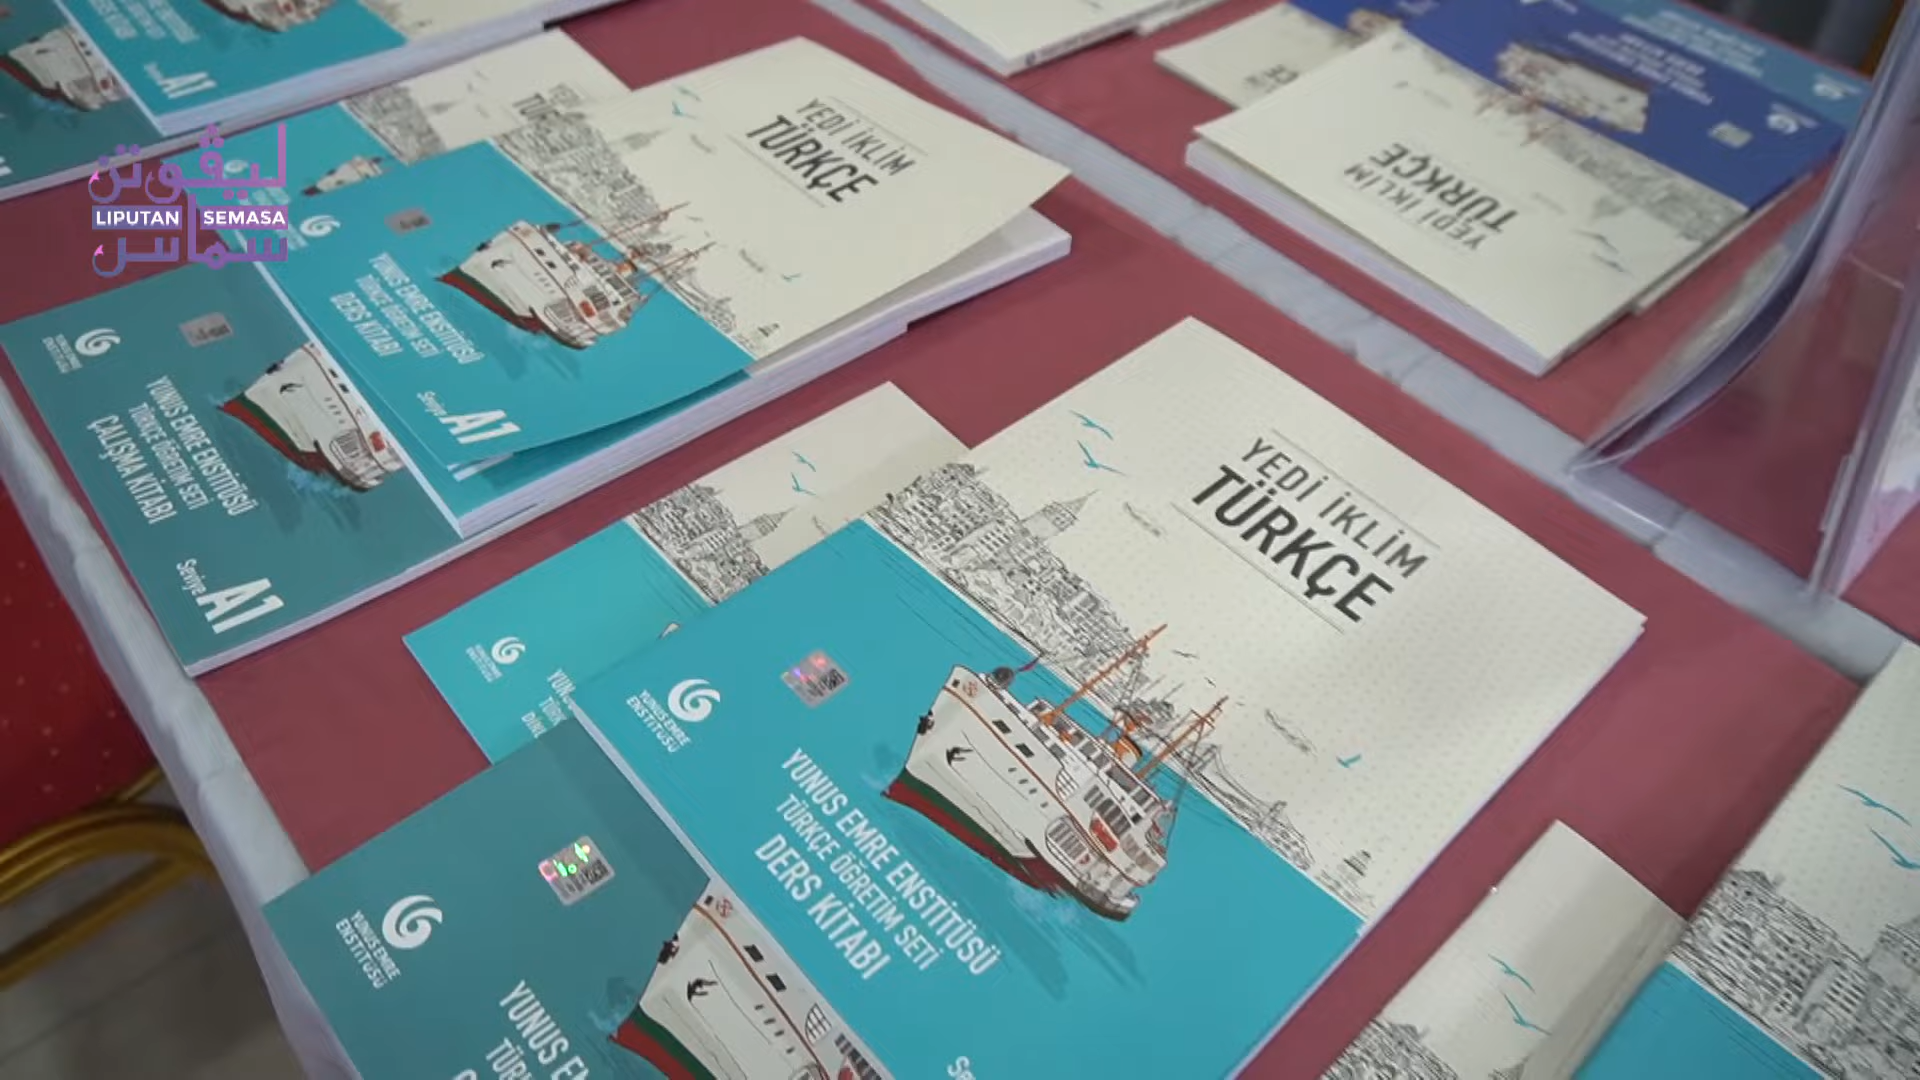 ليڤوتن
LIPUTAN SEMASA
سماس
A1
YEDİ İKLİM
TÜRKÇE
YUNUS EMRE ENSTİTÜSÜ
TÜRKÇE ÖĞRETİM SETİ
DERS KİTABI
Seviye A1
YEDİ İKLİM
TÜRKÇE
YUNUS EMRE ENSTİTÜSÜ
TÜRKÇE ÖĞRETİM SETİ
ÇALIŞMA KİTABI
Seviye A1
YEDİ İKLİM
TÜRKÇE
YUNUS EMRE
ENSTİTÜSÜ
YUNUS EMRE ENSTİTÜSÜ
TÜRKÇE ÖĞRETİM SETİ
DERS KİTABI
YUNUS EMRE
ENSTİTÜSÜ
YUNUS